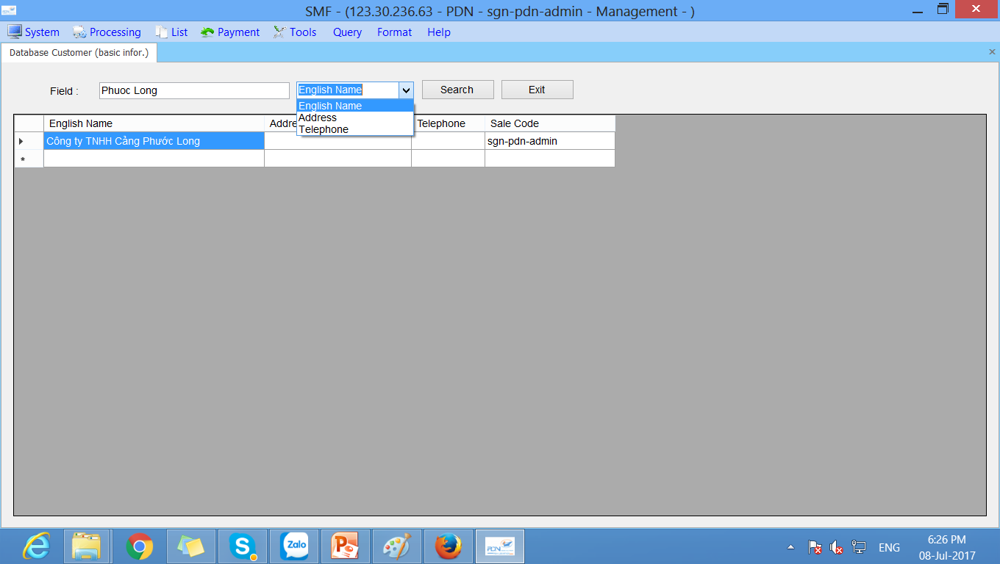 SMF - (123.30.236.63 - PDN - sgn-pdn-admin - Management - )
System Processing List Payment Tools Query Format Help
Database Customer (basic infor.)
Field : Phuoc Long English Name Search Exit
English Name
Address
Telephone
English Name Addre Telephone Sale Code
Công ty TNHH Cảng Phước Long sgn-pdn-admin
Zalo
PDN
ENG
6:26 PM
08-Jul-2017